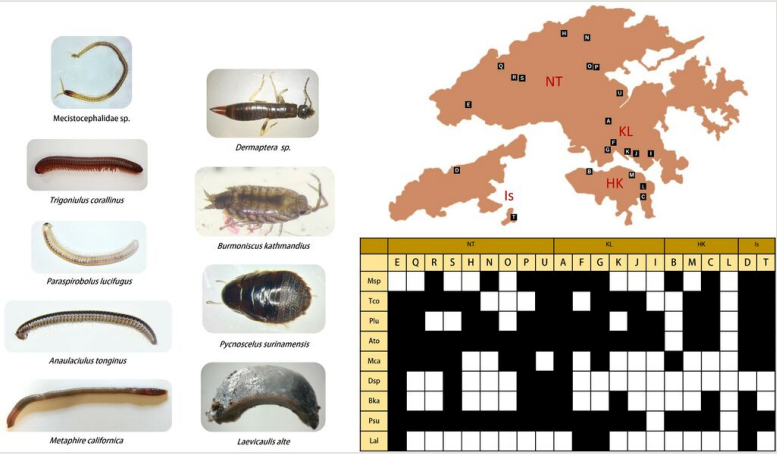 Mecistocephalidae sp.
Trigoniulus corallinus
Paraspirobolus lucifugus
Anaulaciulus tonginus
Metaphire californica
Dermaptera sp.
Burmoniscus kathmandius
Pycnoscelus surinamensis
Laevicaulis alte
H
N
Q
O P
R S
NT
U
E
A
KL
F
G K J I
D
B
M
HK
L
C
Is
T
NT KL HK Is
E Q R S H N O P U A F G K J I B M C L D T
Msp
Tco
Plu
Ato
Mca
Dsp
Bka
Psu
Lal